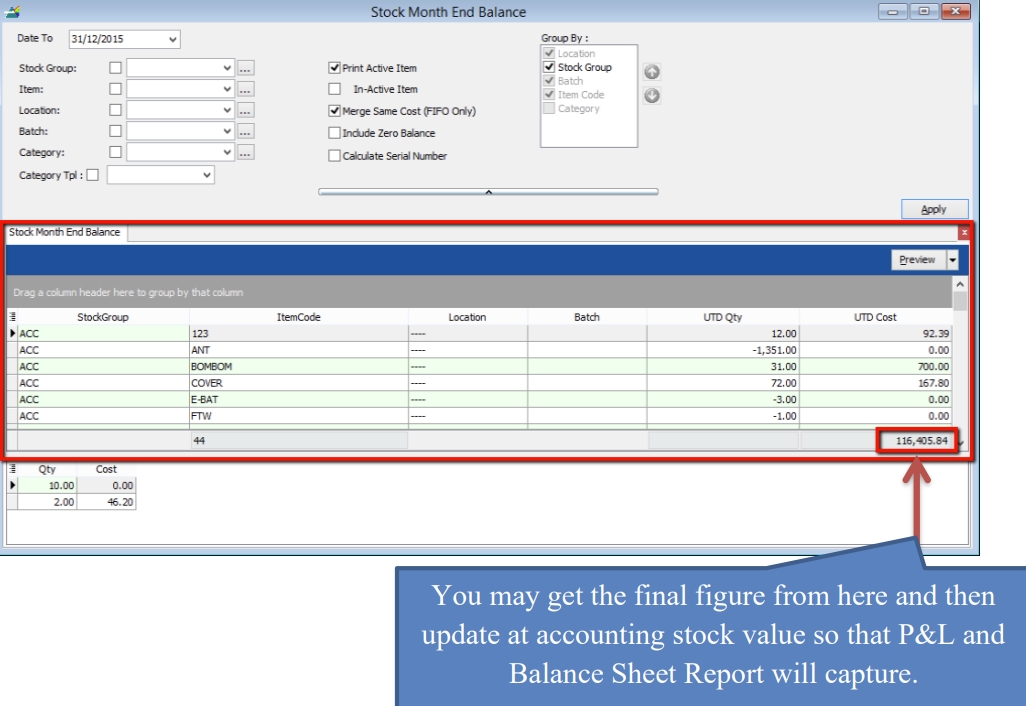 Stock Month End Balance
Date To 31/12/2015
Group By :
Location
Stock Group
Batch
Item Code
Category
Stock Group: ...
Item: ...
Location: ...
Batch: ...
Category: ...
Category Tpl :
Print Active Item
In-Active Item
Merge Same Cost (FIFO Only)
Include Zero Balance
Calculate Serial Number
Apply
Stock Month End Balance
Preview
Drag a column header here to group by that column
StockGroup ItemCode Location Batch UTD Qty UTD Cost
ACC 123 ---- 12.00 92.39
ACC ANT ---- -1,351.00 0.00
ACC BOMBOM ---- 31.00 700.00
ACC COVER ---- 72.00 167.80
ACC E-BAT ---- -3.00 0.00
ACC FTW ---- -1.00 0.00
44 116,405.84
Qty Cost
10.00 0.00
2.00 46.20
You may get the final figure from here and then
update at accounting stock value so that P&L and
Balance Sheet Report will capture.